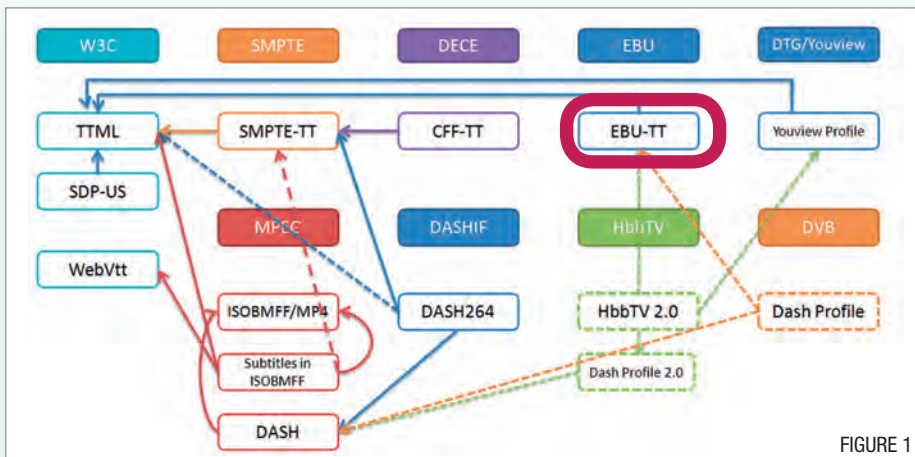 W3C
SMPTE
DECE
EBU
DTG/Youview
TTML
SMPTE-TT
CFF-TT
EBU-TT
Youview Profile
SDP-US
MPEC
DASHIF
HbbTV
DVB
WebVtt
ISOBMFF/MP4
DASH264
HbbTV 2.0
Dash Profile
Subtitles in
ISOBMFF
Dash Profile 2.0
DASH
FIGURE 1